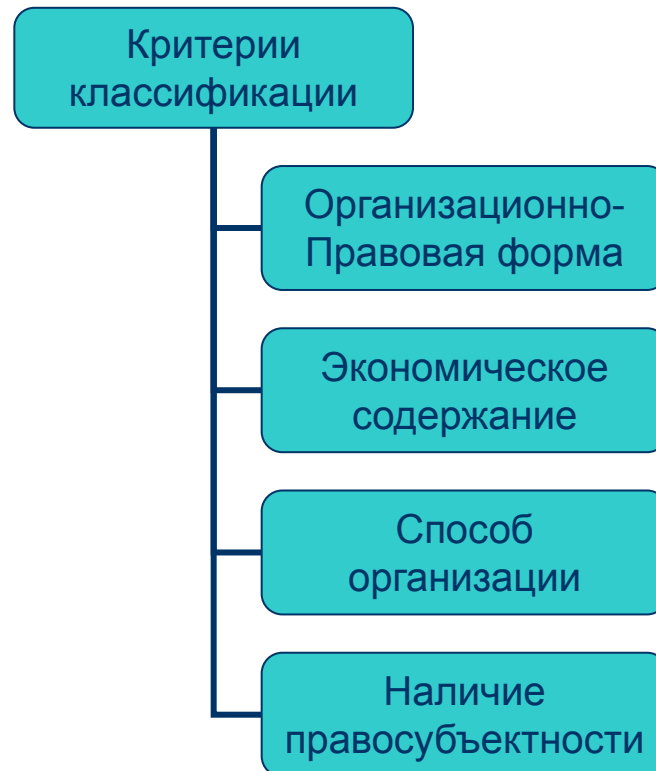 Критерии
классификации
Организационно-
Правовая форма
Экономическое
содержание
Способ
организации
Наличие
правосубъектности